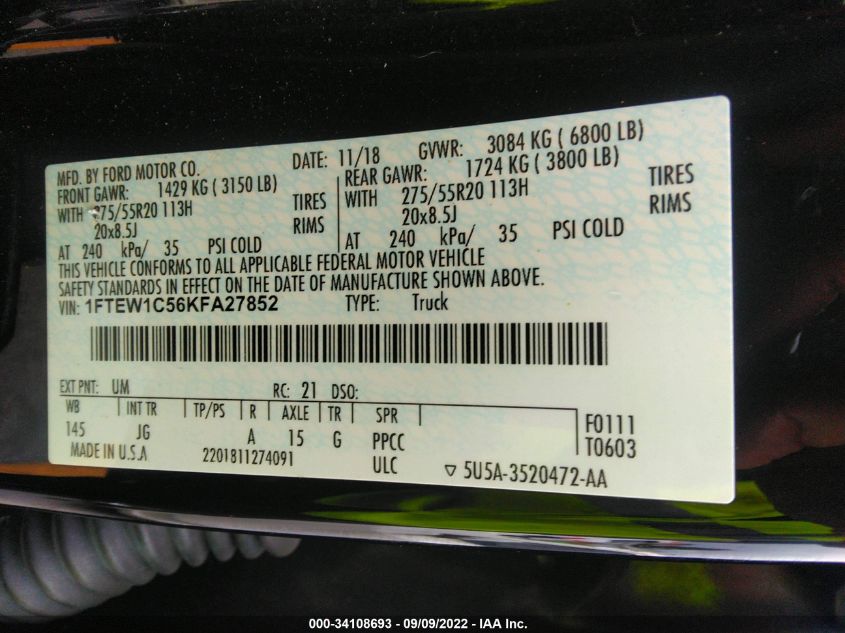 MFD. BY FORD MOTOR CO. DATE: 11/18 GVWR: 3084 KG ( 6800 LB)
FRONT GAWR: 1429 KG ( 3150 LB) REAR GAWR: 1724 KG ( 3800 LB)
WITH 275/55R20 113H TIRES WITH 275/55R20 113H TIRES
20x8.5J RIMS 20x8.5J RIMS
AT 240 kPa/ 35 PSI COLD AT 240 kPa/ 35 PSI COLD
THIS VEHICLE CONFORMS TO ALL APPLICABLE FEDERAL MOTOR VEHICLE
SAFETY STANDARDS IN EFFECT ON THE DATE OF MANUFACTURE SHOWN ABOVE.
VIN: 1FTEW1C56KFA27852 TYPE: Truck
EXT PNT: UM RC: 21 DSO:
WB INT TR TP/PS R AXLE TR SPR F0111
145 JG A 15 G PPCC T0603
MADE IN U.S.A 2201811274091 ULC ▽ 5U5A-3520472-AA
000-34108693 - 09/09/2022 - IAA Inc.